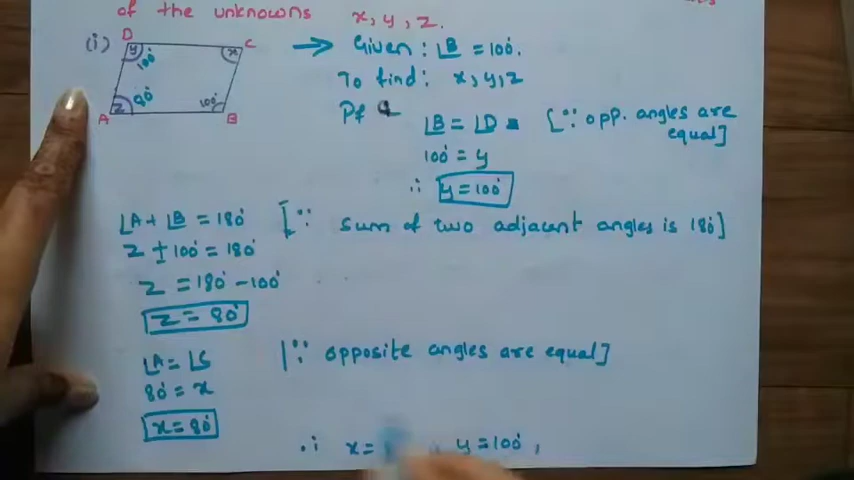 of the unknowns x, y, z.
(i) D y 100° x C
A z 80° 100° B
→ Given : ∠B = 100°.
To find : x, y, z
Pf
∠B = ∠D [∵ opp. angles are equal]
100° = y
∴ y = 100°
∠A + ∠B = 180° [∵ sum of two adjacent angles is 180°]
z + 100° = 180°
z = 180° - 100°
z = 80°
∠A = ∠C [∵ opposite angles are equal]
80° = x
x = 80°
∴ x = , y = 100°,